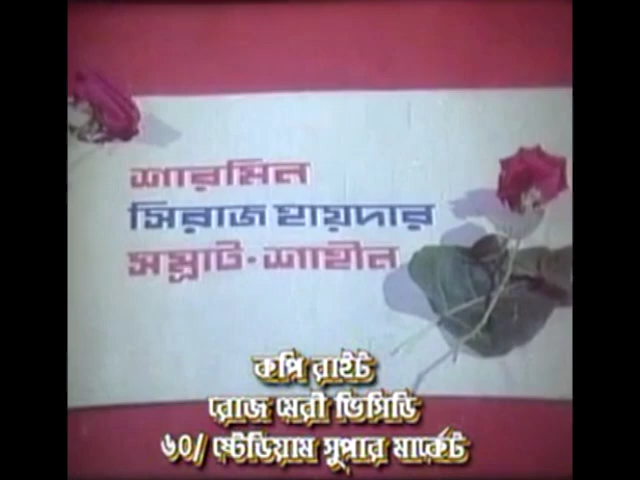 শারমিন
সিরাজ হায়দার
সম্রাট·শাহীন
কপি রাইট
রোজ মেরী ভিসিডি
৬০/ ষ্টেডিয়াম সুপার মার্কেট